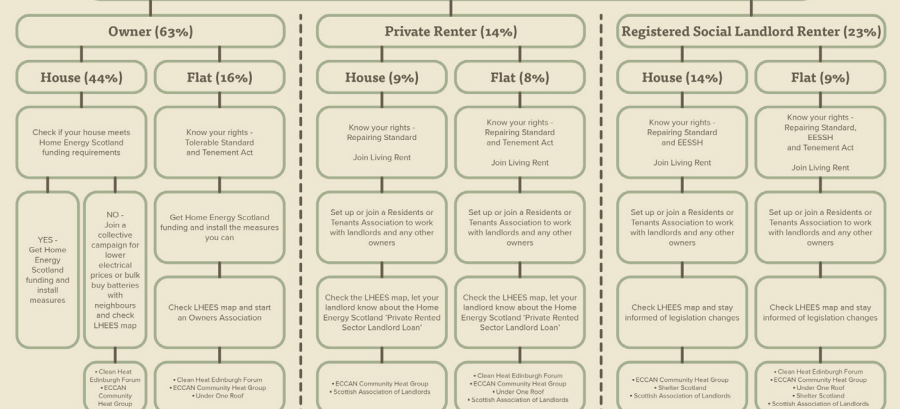 Owner (63%)
House (44%)
Flat (16%)
Check if your house meets
Home Energy Scotland
funding requirements
Know your rights -
Tolerable Standard
and Tenement Act
YES -
Get Home
Energy
Scotland
funding and
install
measures
NO -
Join a
collective
campaign for
lower
electrical
prices or bulk
buy batteries
with
neighbours
and check
LHEES map
Get Home Energy Scotland
funding and install the measures
you can
Check LHEES map and start
an Owners Association
• Clean Heat
Edinburgh Forum
• ECCAN
Community
Heat Group
• Clean Heat Edinburgh Forum
• ECCAN Community Heat Group
• Under One Roof
Private Renter (14%)
House (9%)
Flat (8%)
Know your rights -
Repairing Standard
Join Living Rent
Know your rights -
Repairing Standard
and Tenement Act
Join Living Rent
Set up or join a Residents or
Tenants Association to work
with landlords and any other
owners
Set up or join a Residents or
Tenants Association to work
with landlords and any other
owners
Check the LHEES map, let your
landlord know about the Home
Energy Scotland 'Private Rented
Sector Landlord Loan'
Check the LHEES map, let your
landlord know about the Home
Energy Scotland 'Private Rented
Sector Landlord Loan'
• ECCAN Community Heat Group
• Scottish Association of Landlords
• Clean Heat Edinburgh Forum
• ECCAN Community Heat Group
• Under One Roof
• Scottish Association of Landlords
Registered Social Landlord Renter (23%)
House (14%)
Flat (9%)
Know your rights -
Repairing Standard
and EESSH
Join Living Rent
Know your rights -
Repairing Standard,
EESSH
and Tenement Act
Join Living Rent
Set up or join a Residents or
Tenants Association to work
with landlords and any other
owners
Set up or join a Residents or
Tenants Association to work
with landlords and any other
owners
Check LHEES map and stay
informed of legislation changes
Check LHEES map and stay
informed of legislation changes
• ECCAN Community Heat Group
• Shelter Scotland
• Scottish Association of Landlords
• Clean Heat Edinburgh Forum
• ECCAN Community Heat Group
• Under One Roof
• Shelter Scotland
• Scottish Association of Landlords